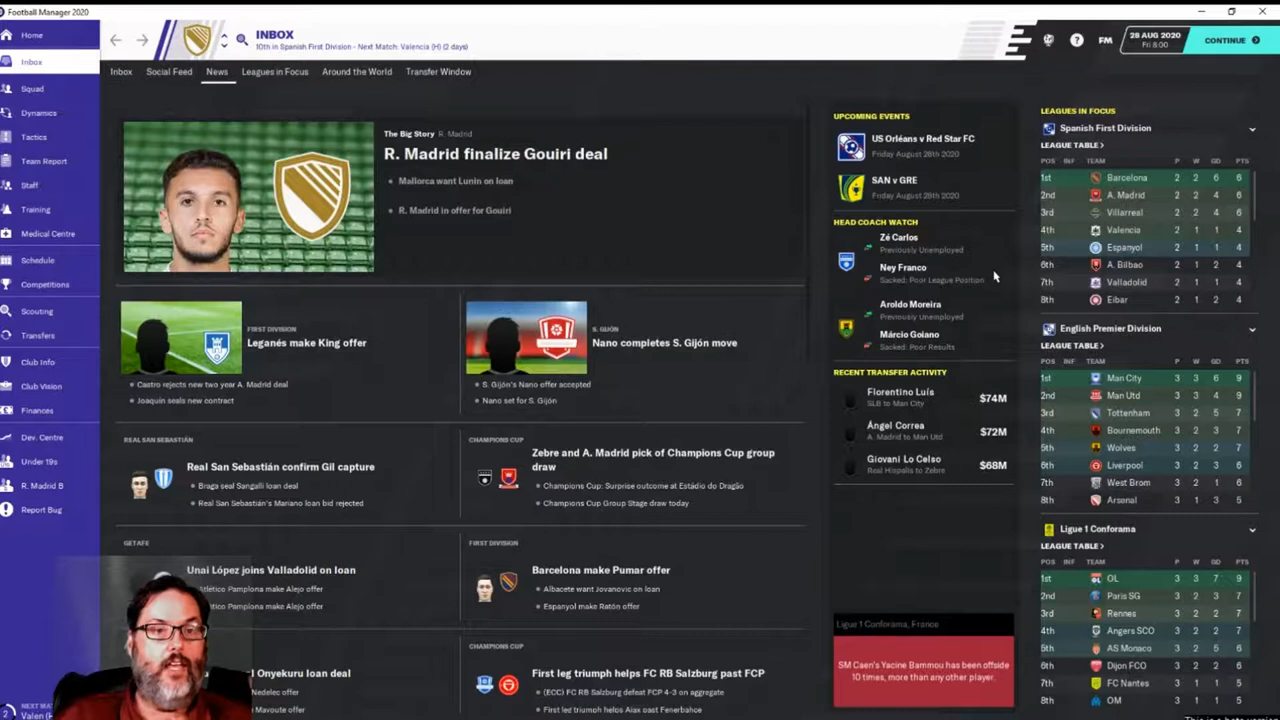 Football Manager 2020
Home
Inbox
Squad
Dynamics
Tactics
Team Report
Staff
Training
Medical Centre
Schedule
Competitions
Scouting
Transfers
Club Info
Club Vision
Finances
Dev. Centre
Under 19s
R. Madrid B
Report Bug
NEXT MA
2
Valen (H
INBOX
10th in Spanish First Division - Next Match: Valencia (H) (2 days)
FM
28 AUG 2020
Fri 8:00
CONTINUE
Inbox Social Feed News Leagues in Focus Around the World Transfer Window
The Big Story R. Madrid
R. Madrid finalize Gouiri deal
Mallorca want Lunin on loan
R. Madrid in offer for Gouiri
FIRST DIVISION
Leganés make King offer
Castro rejects new two year A. Madrid deal
Joaquín seals new contract
S. GIJÓN
Nano completes S. Gijón move
S. Gijón's Nano offer accepted
Nano set for S. Gijón
REAL SAN SEBASTIÁN
Real San Sebastián confirm Gil capture
Braga seal Sangalli loan deal
Real San Sebastián's Mariano loan bid rejected
CHAMPIONS CUP
Zebre and A. Madrid pick of Champions Cup group
draw
Champions Cup: Surprise outcome at Estádio do Dragão
Champions Cup Group Stage draw today
GETAFE
Unai López joins Valladolid on loan
Atlético Pamplona make Alejo offer
Atlético Pamplona make Alejo offer
FIRST DIVISION
Barcelona make Pumar offer
Albacete want Jovanovic on loan
Espanyol make Ratón offer
Onyekuru loan deal
Nedelec offer
Mavoute offer
CHAMPIONS CUP
First leg triumph helps FC RB Salzburg past FCP
(ECC) FC RB Salzburg defeat FCP 4-3 on aggregate
First leg triumph helps Ajax past Fenerbahce
UPCOMING EVENTS
US Orléans v Red Star FC
Friday August 28th 2020
SAN v GRE
Friday August 28th 2020
HEAD COACH WATCH
Zé Carlos
Previously Unemployed
Ney Franco
Sacked: Poor League Position
Aroldo Moreira
Previously Unemployed
Márcio Goiano
Sacked: Poor Results
RECENT TRANSFER ACTIVITY
Florentino Luís $74M
SLB to Man City
Ángel Correa $72M
A. Madrid to Man Utd
Giovani Lo Celso $68M
Real Hispalis to Zebre
Ligue 1 Conforama, France
SM Caen's Yacine Bammou has been offside
10 times, more than any other player.
LEAGUES IN FOCUS
Spanish First Division
LEAGUE TABLE >
POS INF TEAM P W GD PTS
1st Barcelona 2 2 6 6
2nd A. Madrid 2 2 4 6
3rd Villarreal 2 2 4 6
4th Valencia 2 1 1 4
5th Espanyol 2 1 1 4
6th A. Bilbao 2 1 2 4
7th Valladolid 2 1 1 4
8th Eibar 2 1 2 4
English Premier Division
LEAGUE TABLE >
POS INF TEAM P W GD PTS
1st Man City 3 3 6 9
2nd Man Utd 3 3 4 9
3rd Tottenham 3 2 5 7
4th Bournemouth 3 2 3 7
5th Wolves 3 2 2 7
6th Liverpool 3 2 3 6
7th West Brom 3 2 1 6
8th Arsenal 3 1 3 5
Ligue 1 Conforama
LEAGUE TABLE >
POS INF TEAM P W GD PTS
1st OL 3 3 7 9
2nd Paris SG 3 2 3 7
3rd Rennes 3 2 2 7
4th Angers SCO 3 2 2 7
5th AS Monaco 3 2 5 6
6th Dijon FCO 3 2 2 6
7th FC Nantes 3 1 1 5
8th OM 3 1 1 5